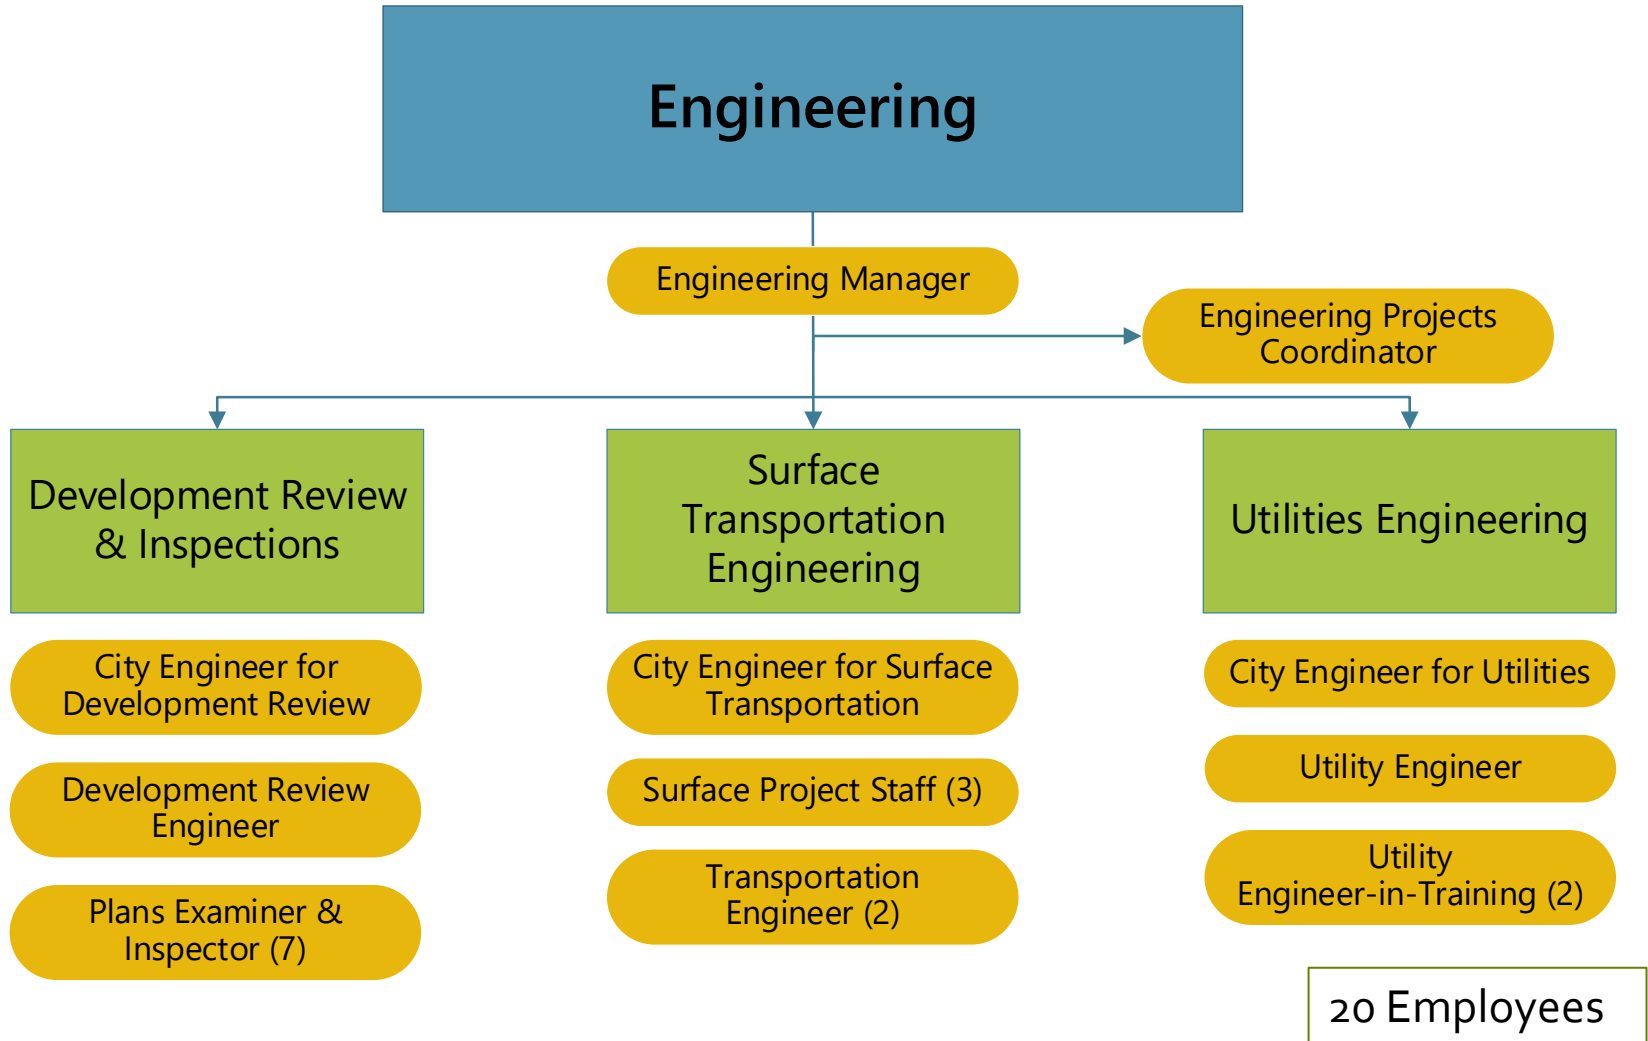 Engineering
Engineering Manager
Engineering Projects
Coordinator
Development Review
& Inspections
Surface
Transportation
Engineering
Utilities Engineering
City Engineer for
Development Review
City Engineer for Surface
Transportation
City Engineer for Utilities
Development Review
Engineer
Surface Project Staff (3)
Utility Engineer
Plans Examiner &
Inspector (7)
Transportation
Engineer (2)
Utility
Engineer-in-Training (2)
20 Employees